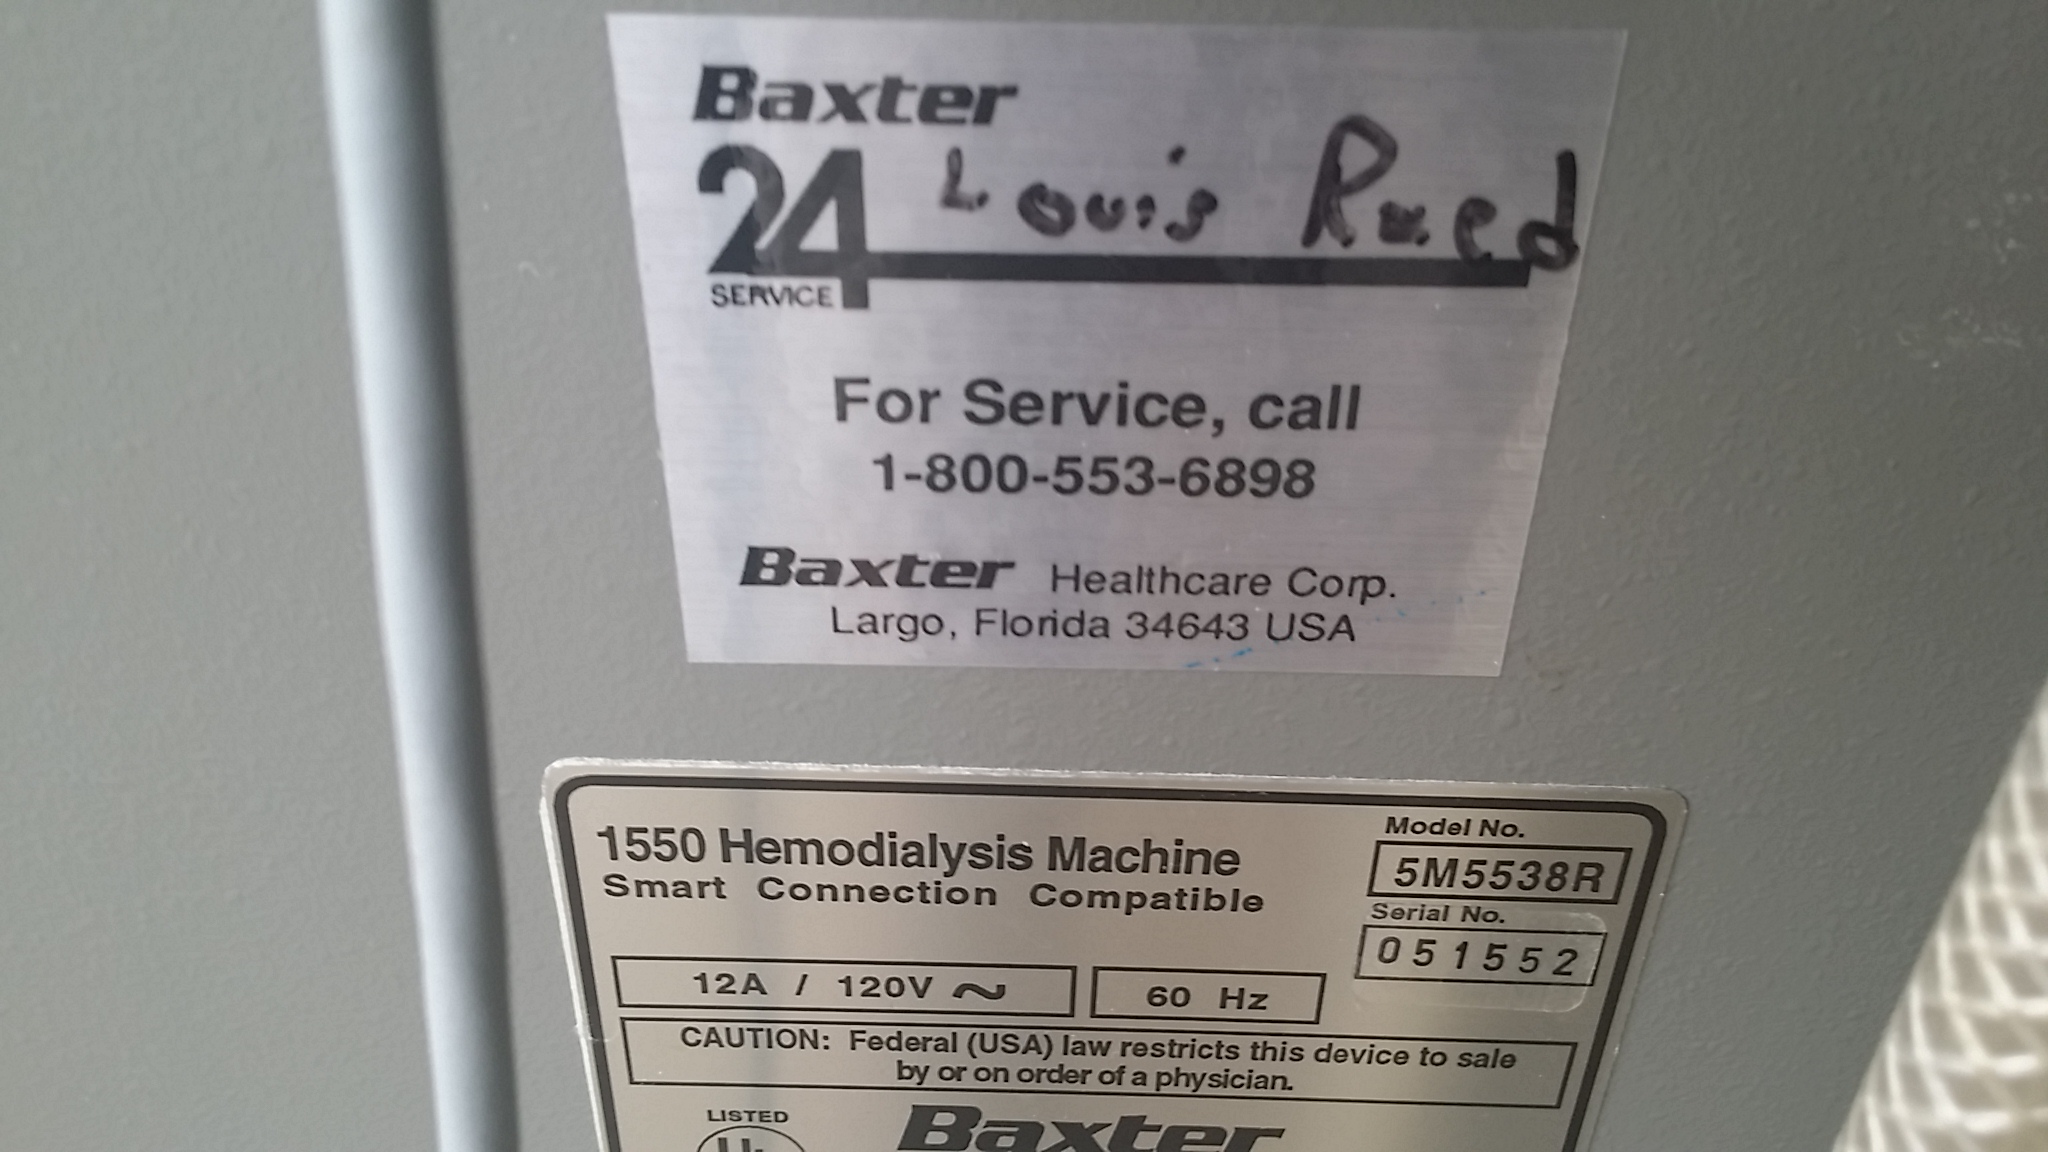 Baxter
24 Louis Rued
SERVICE
For Service, call
1-800-553-6898
Baxter Healthcare Corp.
Largo, Florida 34643 USA
1550 Hemodialysis Machine
Smart Connection Compatible
Model No.
5M5538R
Serial No.
051552
12A / 120V ~
60 Hz
CAUTION: Federal (USA) law restricts this device to sale
by or on order of a physician.
LISTED
UL
Baxter